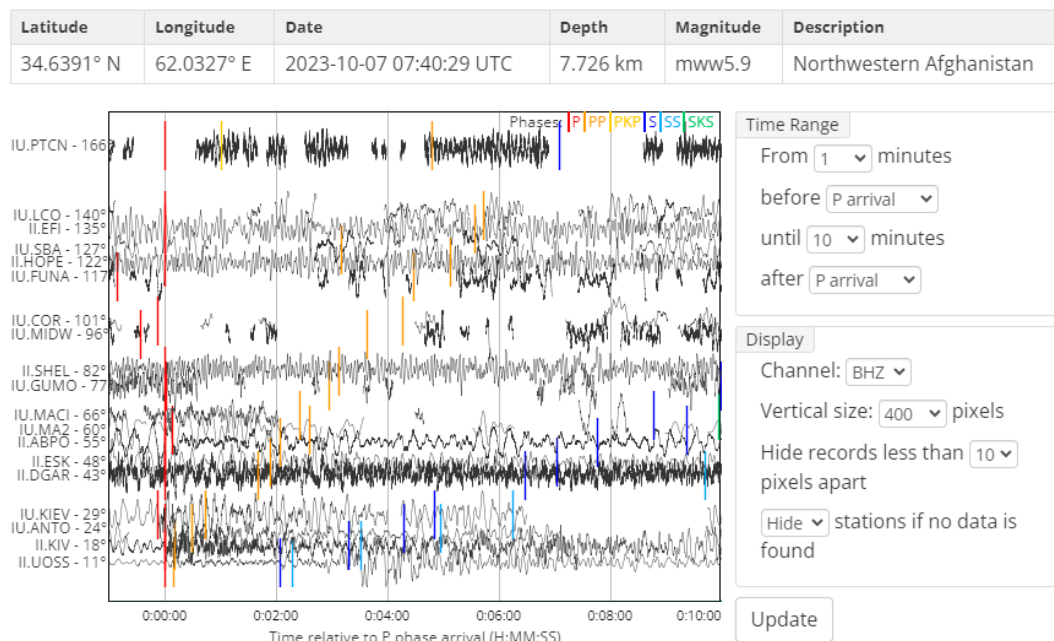 Latitude Longitude Date Depth Magnitude Description
34.6391° N 62.0327° E 2023-10-07 07:40:29 UTC 7.726 km mww5.9 Northwestern Afghanistan
Phases: P PP PKP S SS SKS
IU.PTCN - 166°
IU.LCO - 140°
II.EFI - 135°
IU.SBA - 127°
II.HOPE - 122°
IU.FUNA - 117°
IU.COR - 101°
IU.MIDW - 96°
II.SHEL - 82°
IU.GUMO - 77°
IU.MACI - 66°
IU.MA2 - 60°
II.ABPO - 55°
II.ESK - 48°
II.DGAR - 43°
IU.KIEV - 29°
IU.ANTO - 24°
II.KIV - 18°
II.UOSS - 11°
0:00:00 0:02:00 0:04:00 0:06:00 0:08:00 0:10:00
Time relative to P phase arrival (H:MM:SS)
Time Range
From 1 minutes
before P arrival
until 10 minutes
after P arrival
Display
Channel: BHZ
Vertical size: 400 pixels
Hide records less than 10
pixels apart
Hide stations if no data is
found
Update